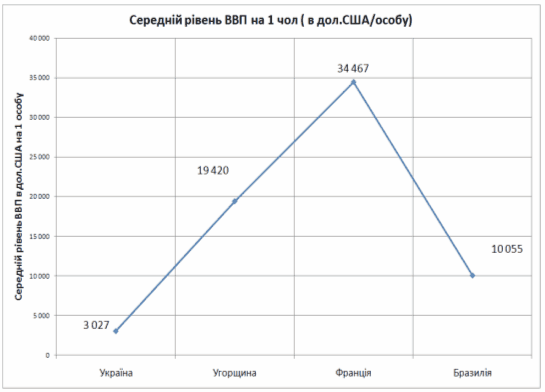 Середній рівень ВВП на 1 чол ( в дол.США/особу)
Середній рівень ВВП в дол.США на 1 особу
40 000
35 000
30 000
25 000
20 000
15 000
10 000
5 000
0
3 027
19 420
34 467
10 055
Україна
Угорщина
Франція
Бразилія